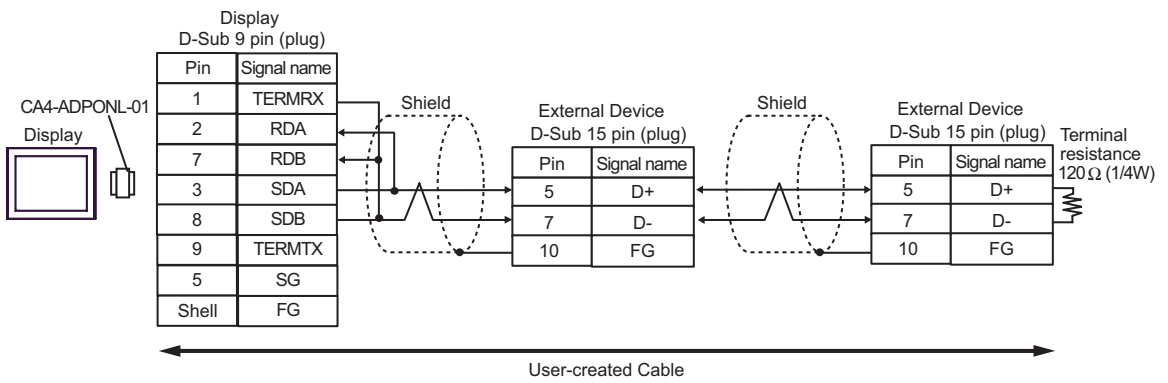 Display
D-Sub 9 pin (plug)
Pin Signal name
1 TERMRX
2 RDA
7 RDB
3 SDA
8 SDB
9 TERMTX
5 SG
Shell FG
CA4-ADPONL-01
Display
Shield
External Device
D-Sub 15 pin (plug)
Pin Signal name
5 D+
7 D-
10 FG
Shield
External Device
D-Sub 15 pin (plug)
Pin Signal name
5 D+
7 D-
10 FG
Terminal
resistance
120 Ω (1/4W)
User-created Cable